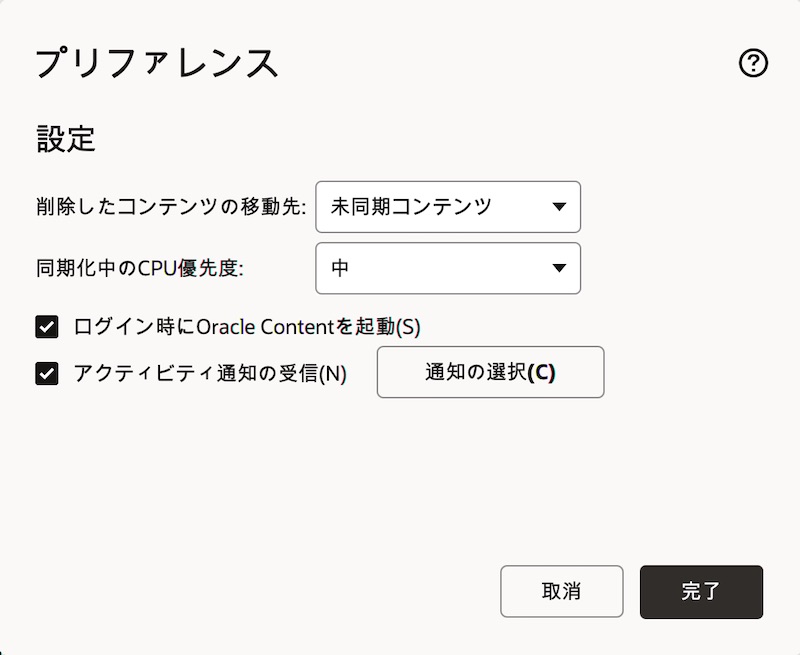 プリファレンス
設定
削除したコンテンツの移動先: 未同期コンテンツ
同期化中のCPU優先度: 中
ログイン時にOracle Contentを起動(S)
アクティビティ通知の受信(N) 通知の選択(C)
取消 完了